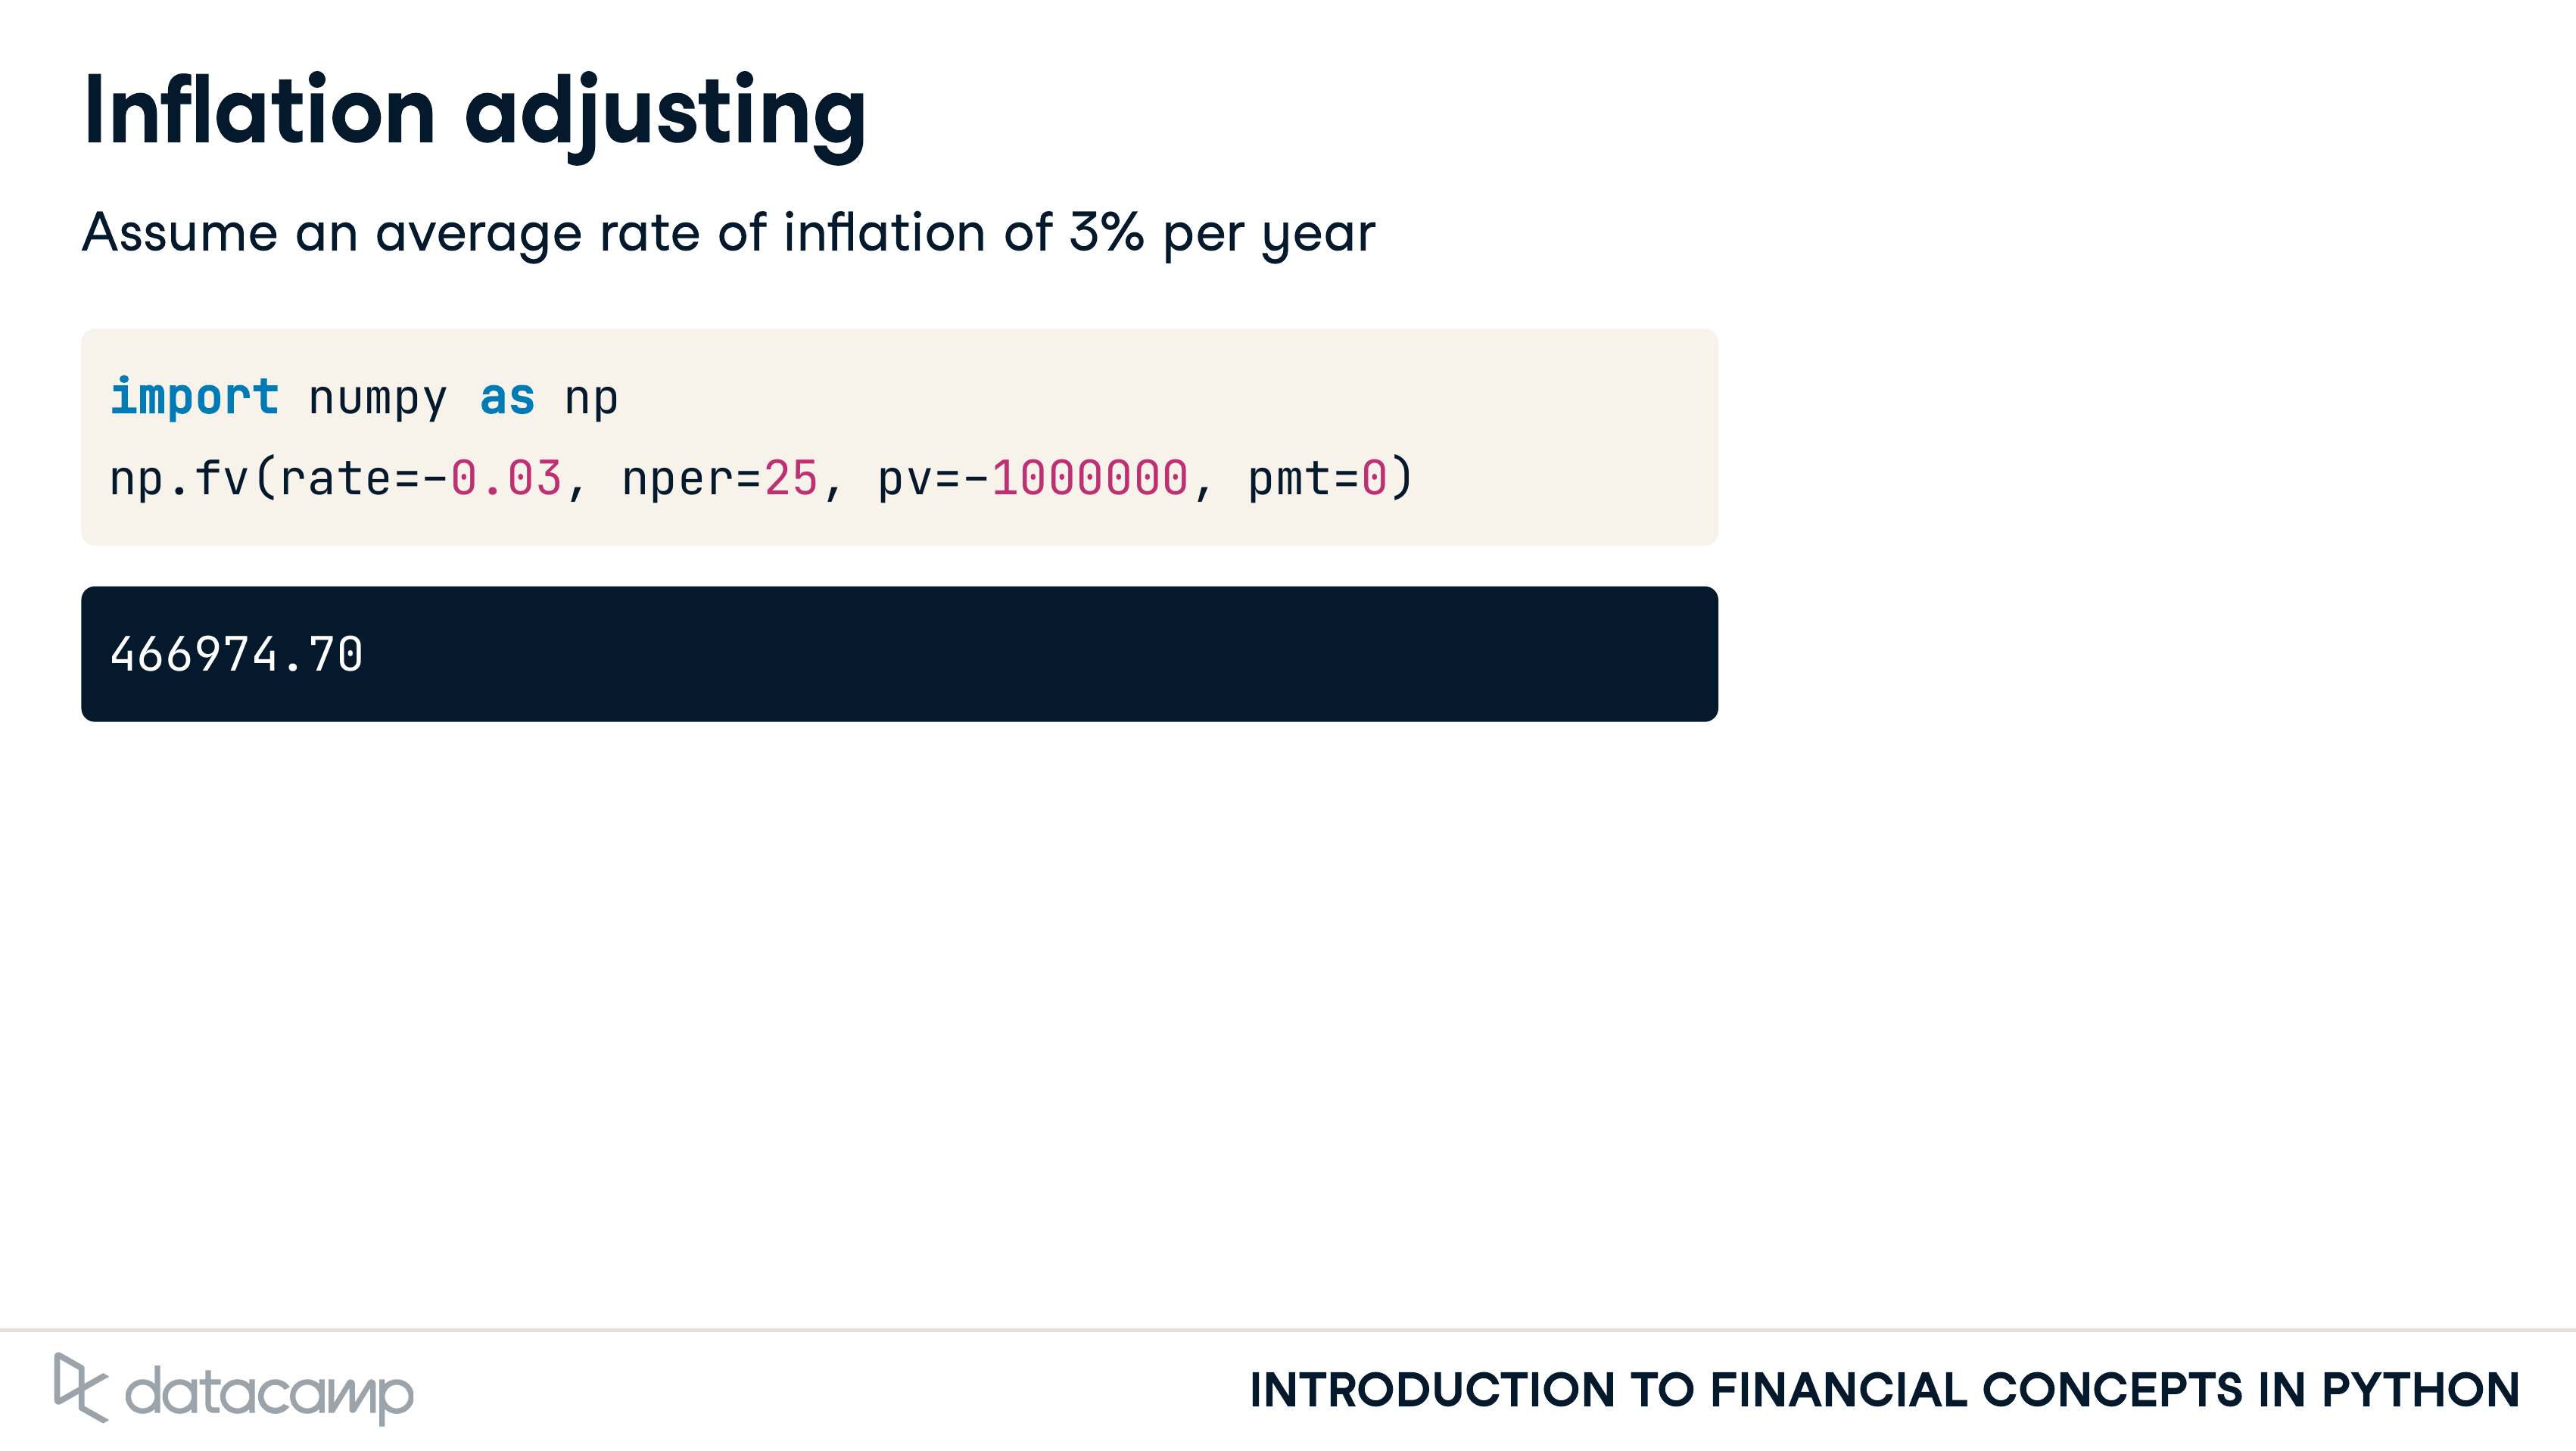 Inflation adjusting
Assume an average rate of inflation of 3% per year
import numpy as np
np.fv(rate=-0.03, nper=25, pv=-1000000, pmt=0)
466974.70
datacamp
INTRODUCTION TO FINANCIAL CONCEPTS IN PYTHON